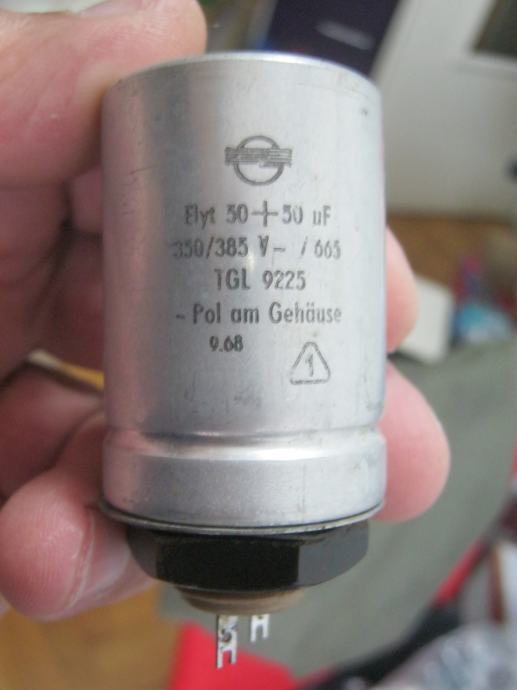 Elyt 50+50 uF
350/385 V- / 665
TGL 9225
- Pol am Gehäuse
9.68
1